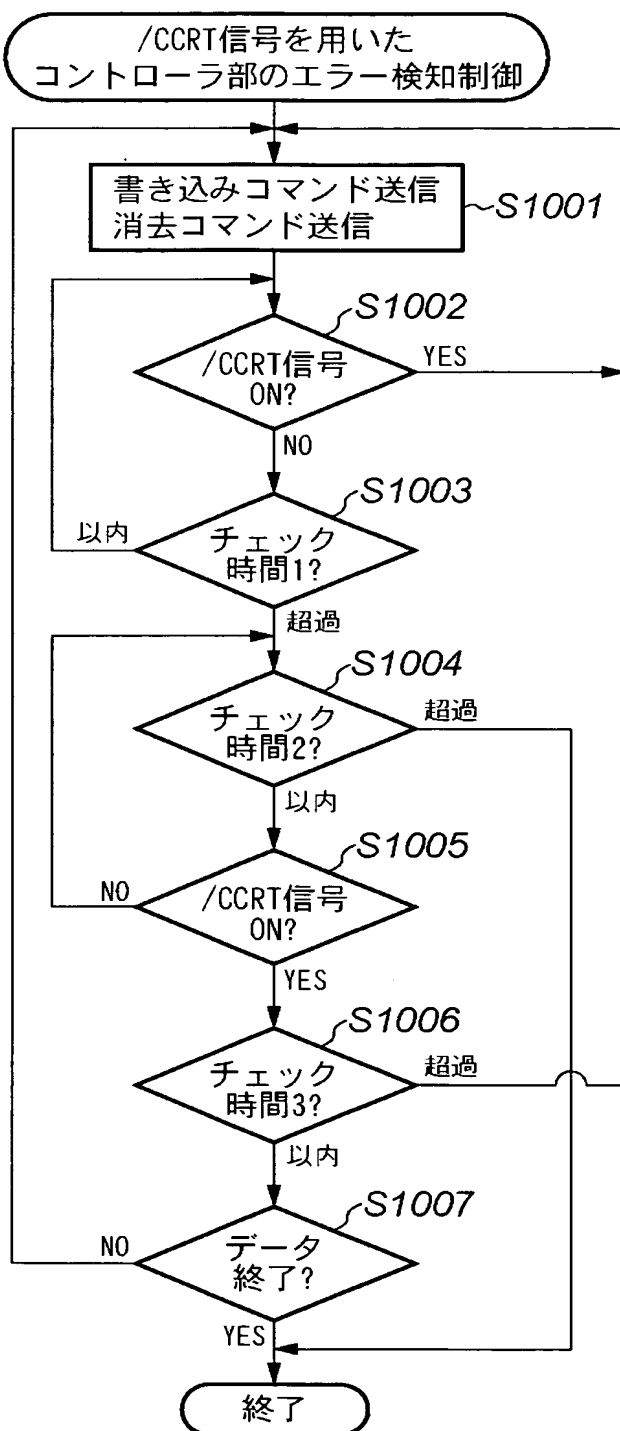 /CCRT信号を用いた
コントローラ部のエラー検知制御
書き込みコマンド送信
消去コマンド送信
S1001
S1002
/CCRT信号
ON?
YES
NO
S1003
チェック
時間1?
以内
超過
S1004
チェック
時間2?
超過
以内
S1005
/CCRT信号
ON?
NO
YES
S1006
チェック
時間3?
超過
以内
S1007
データ
終了?
NO
YES
終了